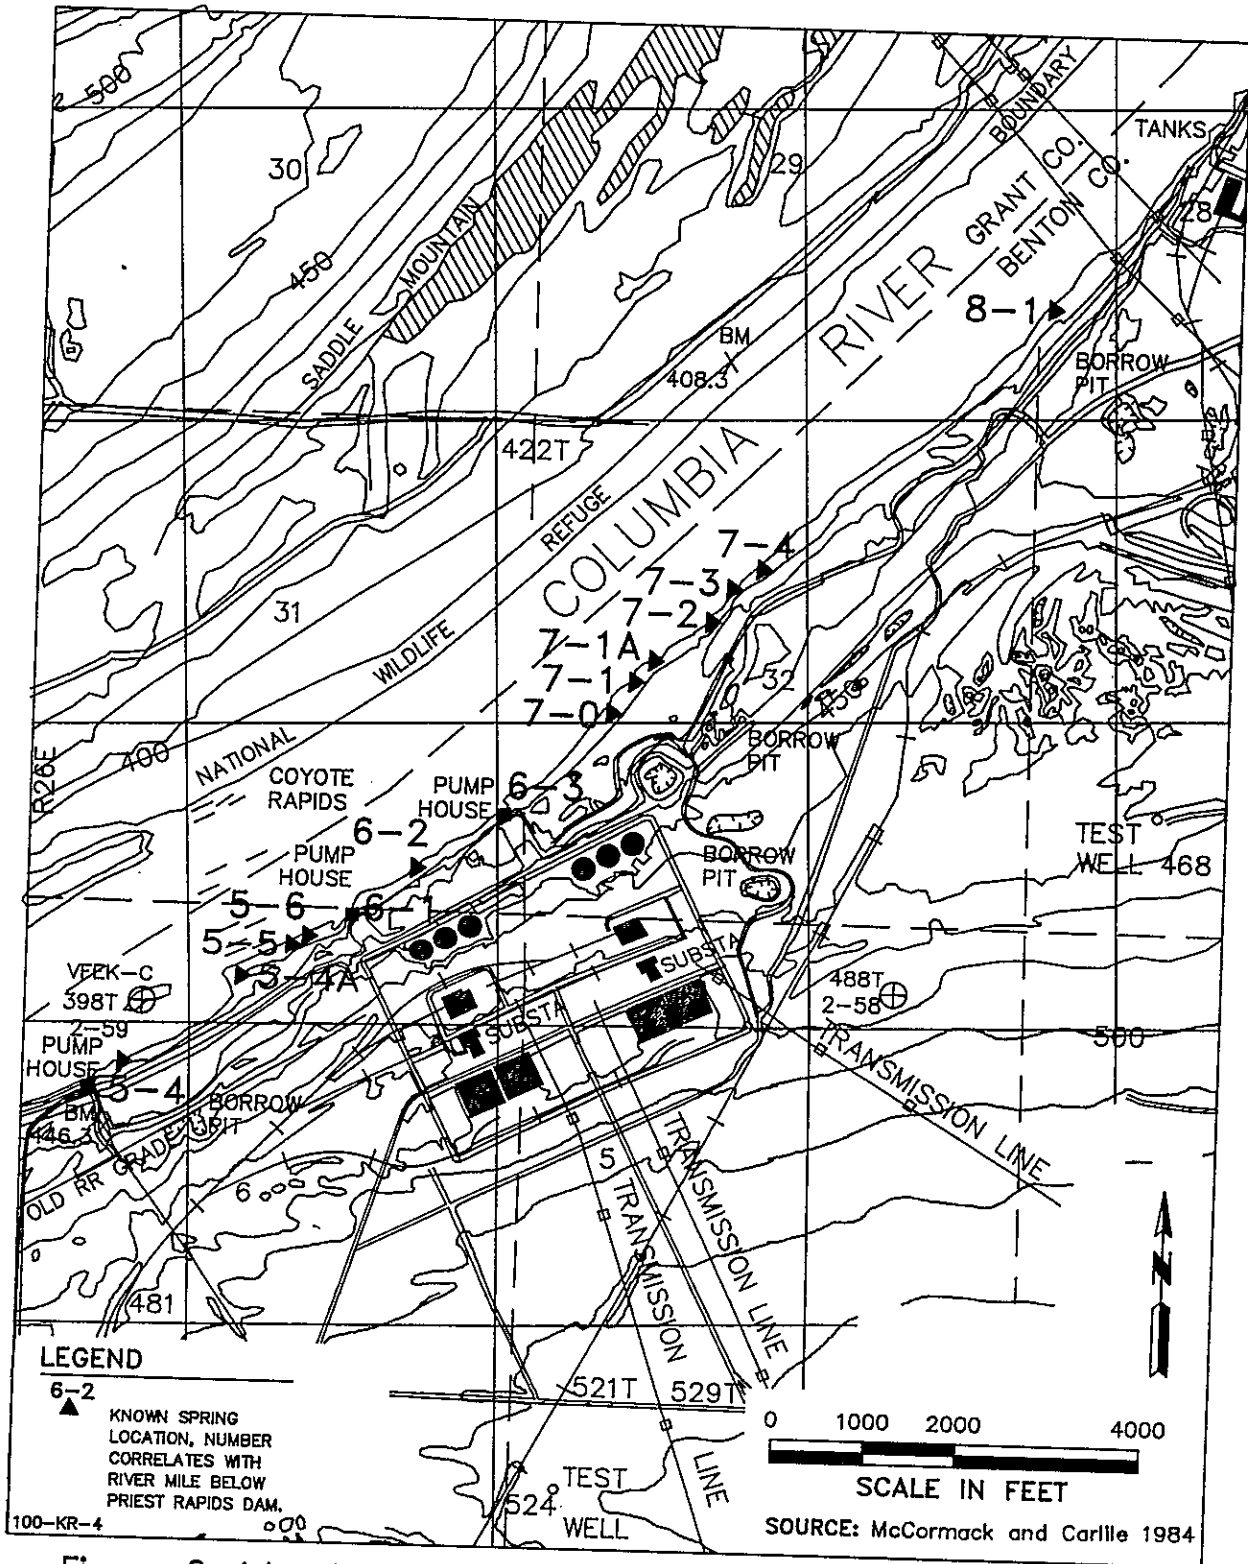 500
30
29
BOUNDARY
TANKS
GRANT CO.
BENTON CO.
28
450
SADDLE MOUNTAIN
RIVER
8-1
BM
408.3
BORROW
PIT
422T
COLUMBIA
REFUGE
7-4
7-3
7-2
7-1A
7-1
7-0
31
WILDLIFE
32
450
BORROW
PIT
R26E
400
NATIONAL
COYOTE
RAPIDS
PUMP
HOUSE
6-3
6-2
PUMP
HOUSE
TEST
WELL 468
BORROW
PIT
5-6
6-1
5-5
5-4A
SUBSTA
398T
2-59
488T
2-58
SUBSTA
500
PUMP
HOUSE
5-4
BM
446.3
BORROW
PIT
TRANSMISSION LINE
OLD RR GRADE
6
5
TRANSMISSION LINE
TRANSMISSION LINE
481
521T
529T
524
TEST
WELL
N
LEGEND
6-2
KNOWN SPRING
LOCATION, NUMBER
CORRELATES WITH
RIVER MILE BELOW
PRIEST RAPIDS DAM.
100-KR-4
0 1000 2000 4000
SCALE IN FEET
SOURCE: McCormack and Carlile 1984